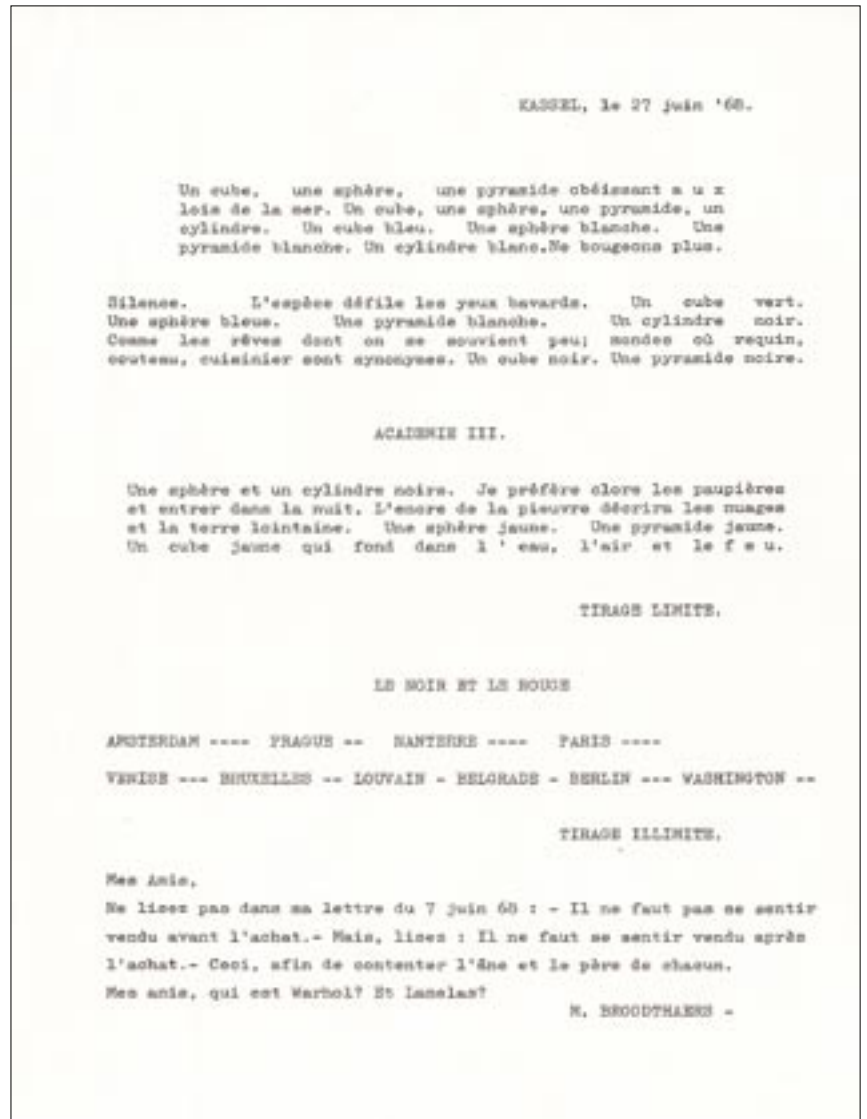 KASSEL, le 27 juin '68.
Un cube, une sphère, une pyramide obéissant a u x
lois de la mer. Un cube, une sphère, une pyramide, un
cylindre. Un cube bleu. Une sphère blanche. Une
pyramide blanche. Un cylindre blanc.Ne bougeons plus.
Silence. L'espèce défile les yeux bavards. Un cube vert.
Une sphère bleue. Une pyramide blanche. Un cylindre noir.
Comme les rêves dont on se souvient peu; mondes où requin,
couteau, cuisinier sont synonymes. Un cube noir. Une pyramide noire.
ACADEMIE III.
Une sphère et un cylindre noirs. Je préfère clore les paupières
et entrer dans la nuit. L'encre de la pieuvre décrira les nuages
et la terre lointaine. Une sphère jaune. Une pyramide jaune.
Un cube jaune qui fond dans l ' eau, l'air et le f e u.
TIRAGE LIMITE.
LE NOIR ET LE ROUGE
AMSTERDAM ---- PRAGUE -- NANTERRE ---- PARIS ----
VENISE --- BRUXELLES -- LOUVAIN - BELGRADE - BERLIN --- WASHINGTON --
TIRAGE ILLIMITE.
Mes Amis,
Ne lisez pas dans ma lettre du 7 juin 68 : - Il ne faut pas se sentir
vendu avant l'achat.- Mais, lisez : Il ne faut se sentir vendu après
l'achat.- Ceci, afin de contenter l'âne et le père de chacun.
Mes amis, qui est Warhol? Et Lamelas?
M. BROODTHAERS -